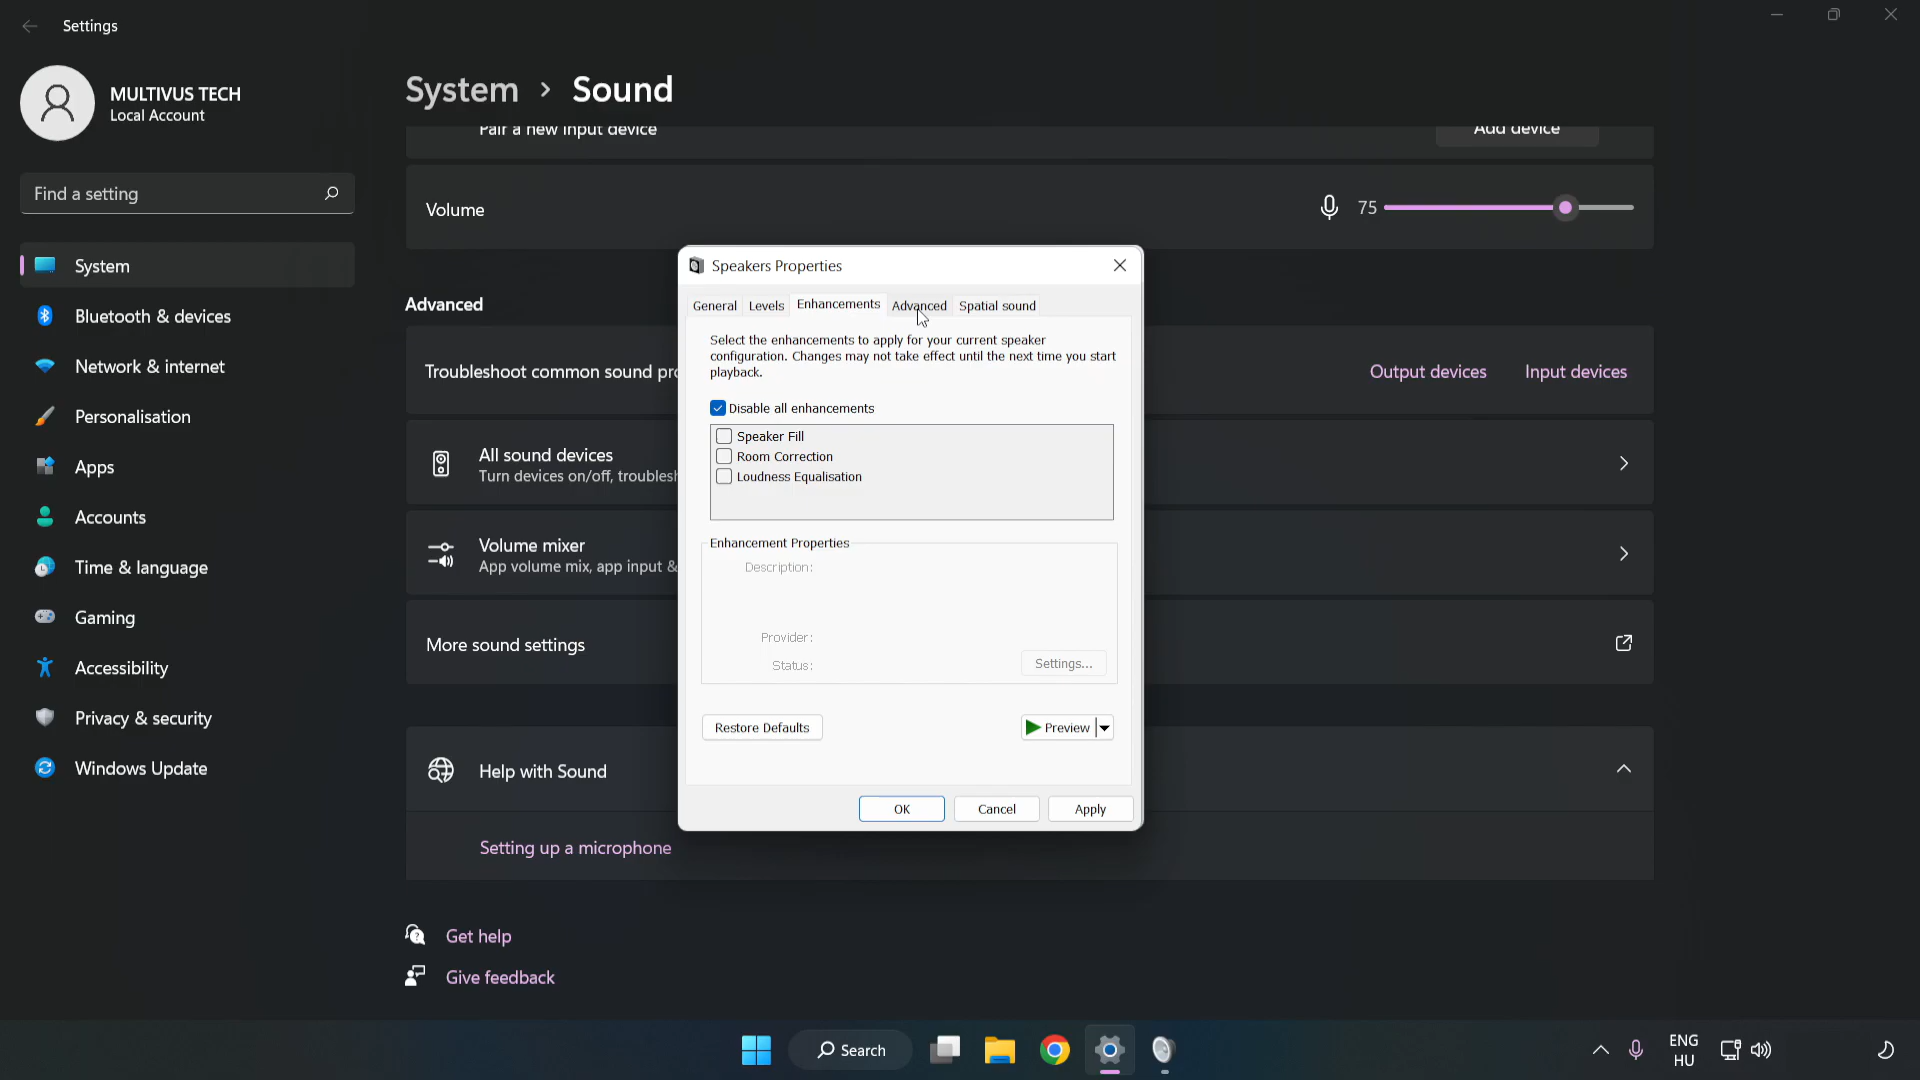 Settings
MULTIVUS TECH
Local Account
Find a setting
System
Bluetooth & devices
Network & internet
Personalisation
Apps
Accounts
Time & language
Gaming
Accessibility
Privacy & security
Windows Update
System > Sound
Pair a new input device
Add device
Volume
75
Advanced
Troubleshoot common sound pro
Output devices
Input devices
All sound devices
Turn devices on/off, troublesh
Volume mixer
App volume mix, app input &
More sound settings
Help with Sound
Setting up a microphone
Get help
Give feedback
Speakers Properties
General Levels Enhancements Advanced Spatial sound
Select the enhancements to apply for your current speaker
configuration. Changes may not take effect until the next time you start
playback.
Disable all enhancements
Speaker Fill
Room Correction
Loudness Equalisation
Enhancement Properties
Description:
Provider:
Status:
Settings...
Restore Defaults
Preview
OK
Cancel
Apply
Search
ENG
HU